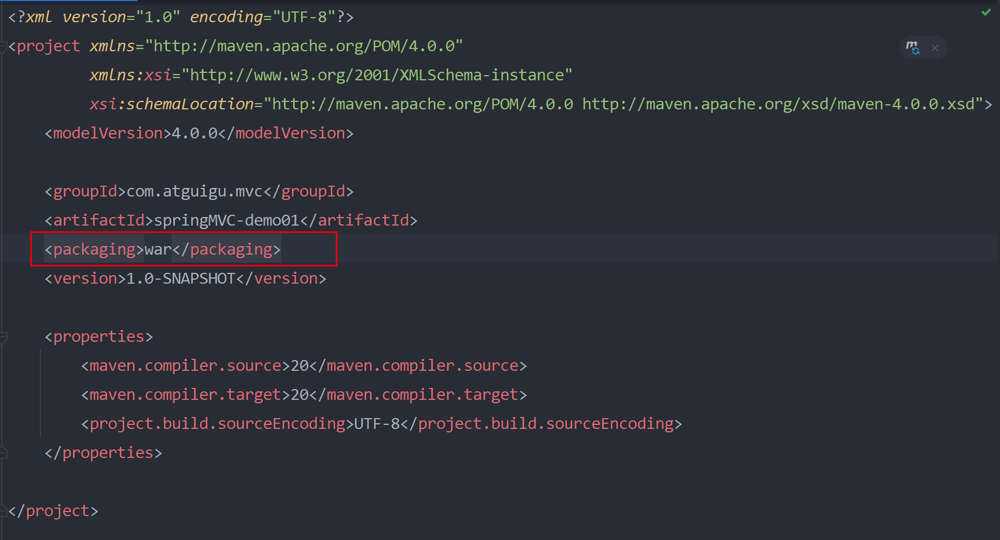 <?xml version="1.0" encoding="UTF-8"?>
<project xmlns="http://maven.apache.org/POM/4.0.0"
         xmlns:xsi="http://www.w3.org/2001/XMLSchema-instance"
         xsi:schemaLocation="http://maven.apache.org/POM/4.0.0 http://maven.apache.org/xsd/maven-4.0.0.xsd">
    <modelVersion>4.0.0</modelVersion>

    <groupId>com.atguigu.mvc</groupId>
    <artifactId>springMVC-demo01</artifactId>
    <packaging>war</packaging>
    <version>1.0-SNAPSHOT</version>

    <properties>
        <maven.compiler.source>20</maven.compiler.source>
        <maven.compiler.target>20</maven.compiler.target>
        <project.build.sourceEncoding>UTF-8</project.build.sourceEncoding>
    </properties>

</project>